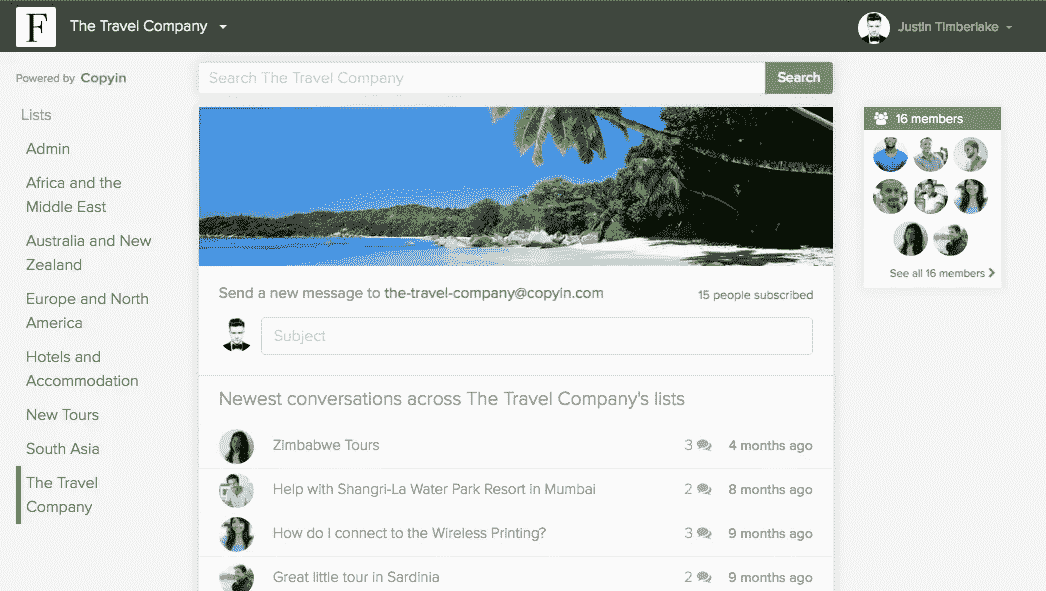 F
The Travel Company
Justin Timberlake
Powered by Copyin
Search The Travel Company
Search
Lists
Admin
Africa and the
Middle East
Australia and New
Zealand
Europe and North
America
Hotels and
Accommodation
New Tours
South Asia
The Travel
Company
Send a new message to the-travel-company@copyin.com
15 people subscribed
Subject
Newest conversations across The Travel Company's lists
Zimbabwe Tours 3 4 months ago
Help with Shangri-La Water Park Resort in Mumbai 2 8 months ago
How do I connect to the Wireless Printing? 3 9 months ago
Great little tour in Sardinia 2 9 months ago
16 members
See all 16 members